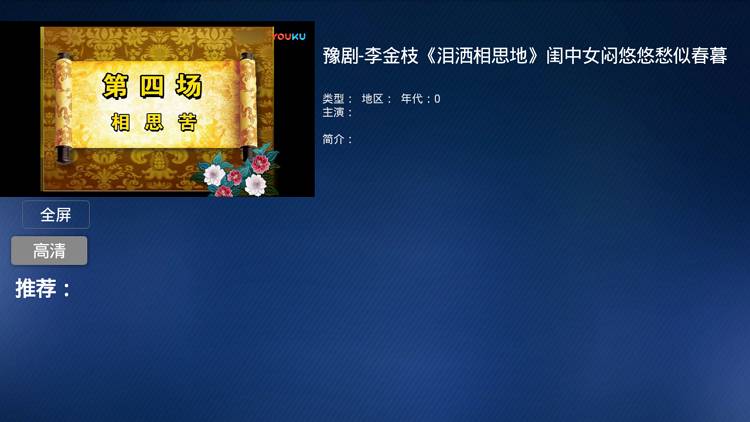 YOUKU
第四场
相思苦
豫剧-李金枝《泪洒相思地》闺中女闷悠悠愁似春暮
类型： 地区： 年代：0
主演：
简介：
全屏
高清
推荐：